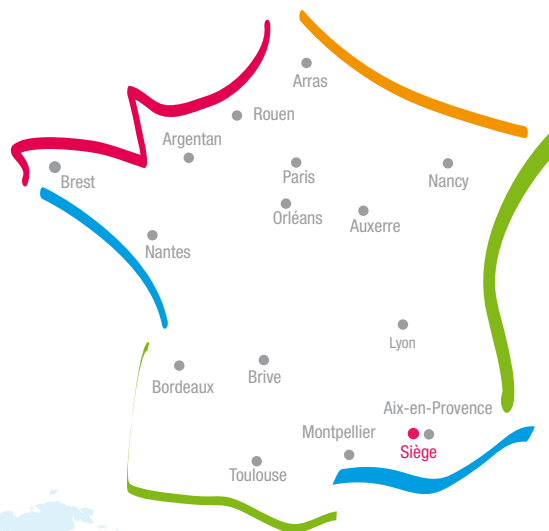 Arras
Rouen
Argentan
Paris
Brest
Nancy
Orléans
Auxerre
Nantes
Lyon
Brive
Bordeaux
Aix-en-Provence
Montpellier
Siège
Toulouse